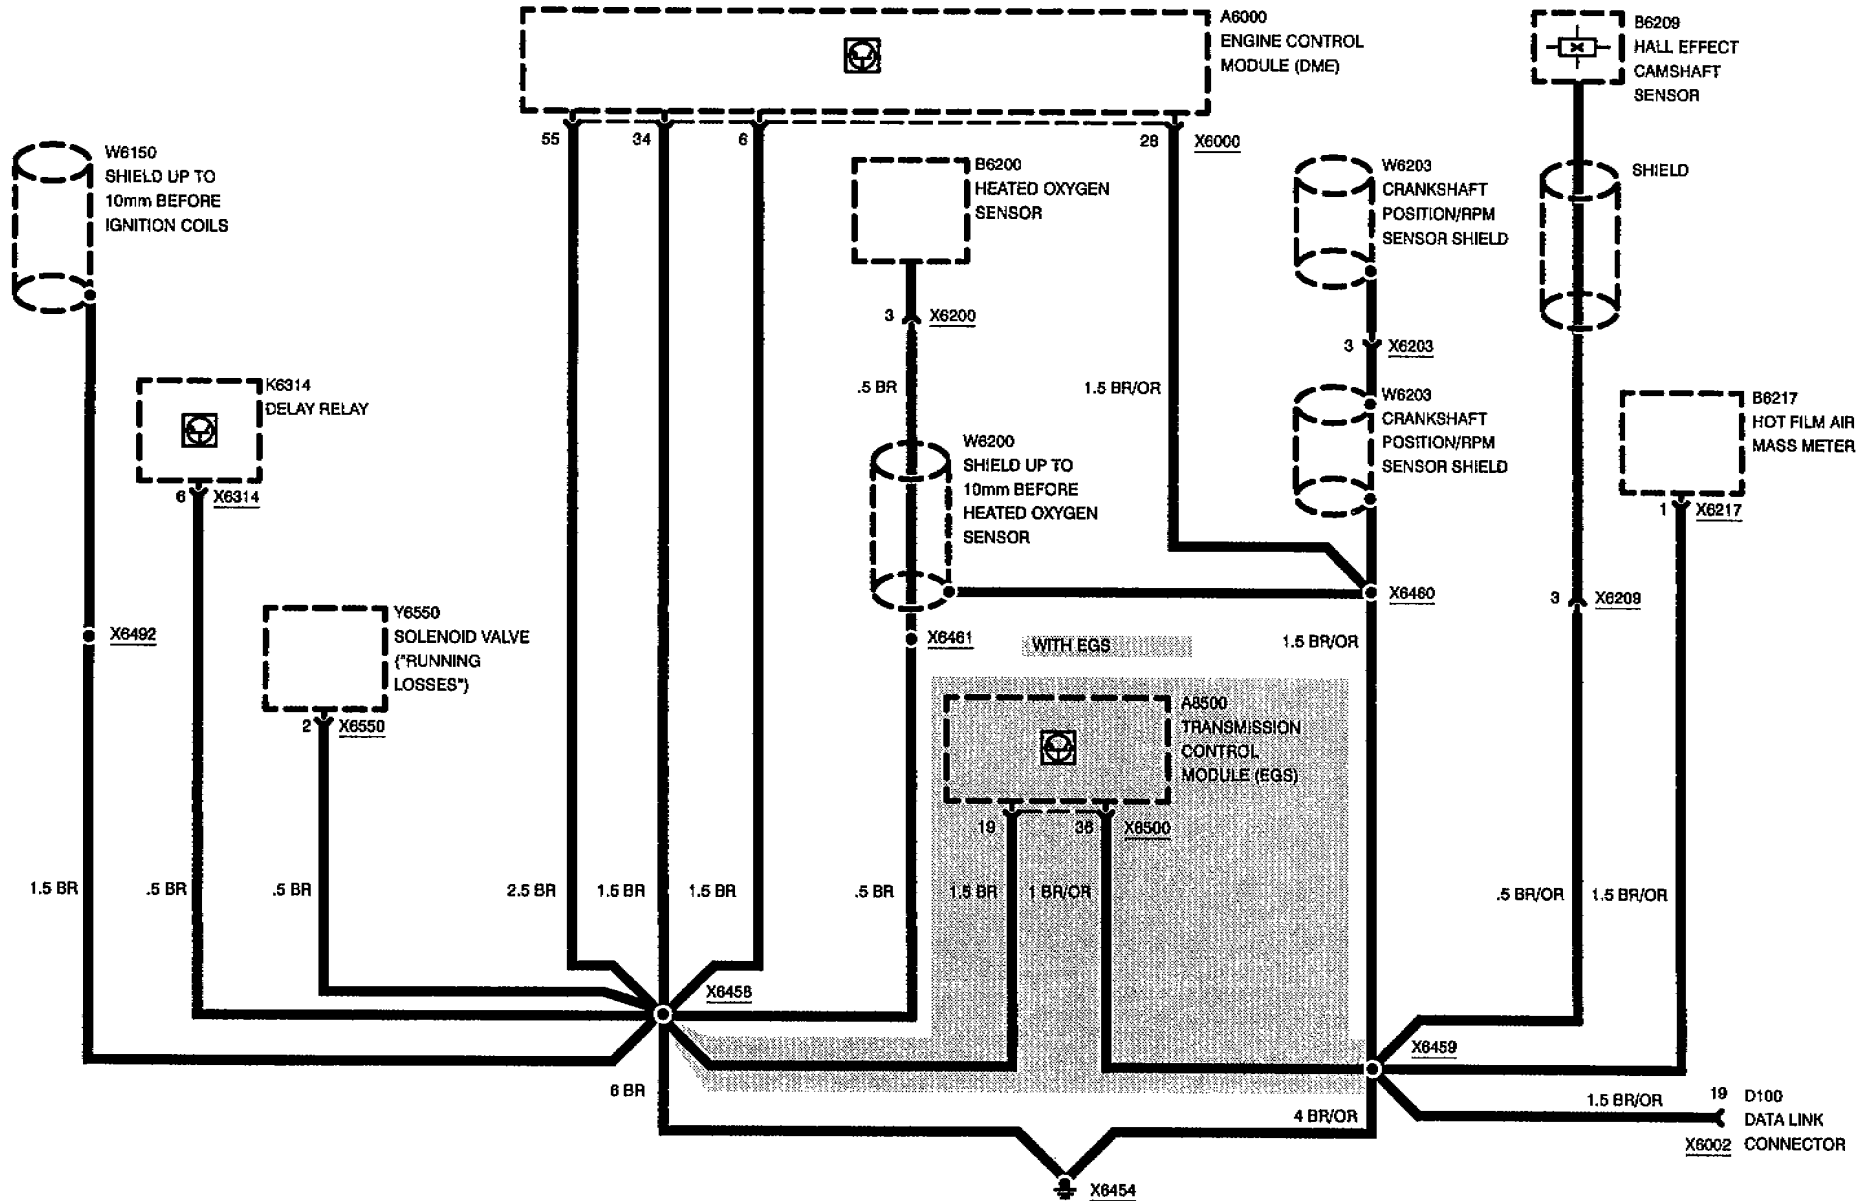 A6000
ENGINE CONTROL
MODULE (DME)
B6209
HALL EFFECT
CAMSHAFT
SENSOR
55
34
6
28
X6000
W6150
SHIELD UP TO
10mm BEFORE
IGNITION COILS
B6200
HEATED OXYGEN
SENSOR
W6203
CRANKSHAFT
POSITION/RPM
SENSOR SHIELD
SHIELD
3
X6200
3
X6203
K6314
DELAY RELAY
.5 BR
1.5 BR/OR
W6203
CRANKSHAFT
POSITION/RPM
SENSOR SHIELD
B6217
HOT FILM AIR
MASS METER
W6200
SHIELD UP TO
10mm BEFORE
HEATED OXYGEN
SENSOR
6
X6314
1
X6217
X6460
3
X6209
Y6550
SOLENOID VALVE
("RUNNING
LOSSES")
X6492
X6461
WITH EGS
1.5 BR/OR
2
X6550
A8500
TRANSMISSION
CONTROL
MODULE (EGS)
19
36
X8500
1.5 BR
.5 BR
.5 BR
2.5 BR
1.5 BR
1.5 BR
.5 BR
1.5 BR
1 BR/OR
.5 BR/OR
1.5 BR/OR
X6458
X6459
6 BR
4 BR/OR
1.5 BR/OR
19
D100
DATA LINK
CONNECTOR
X6002
X6454